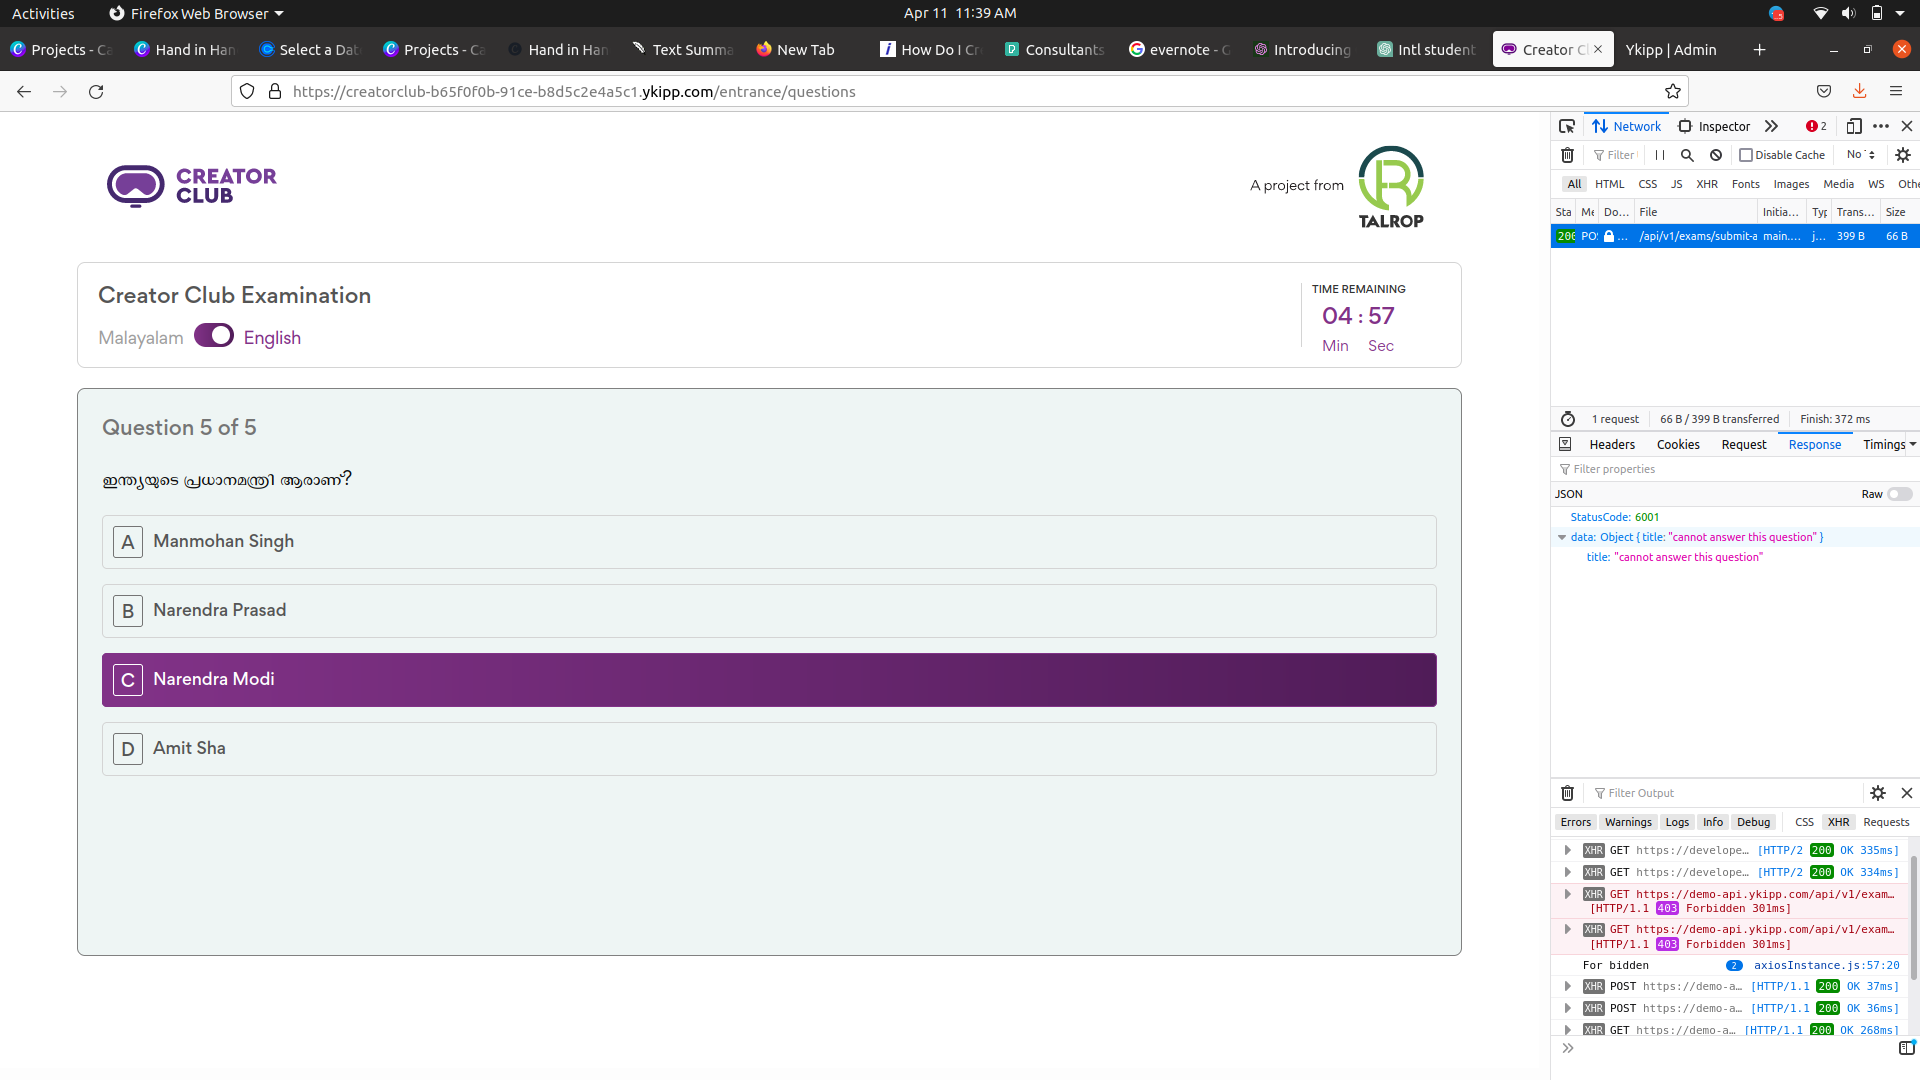 Activities
Firefox Web Browser
Apr 11 11:39 AM
Projects - Ca
Hand in Han
Select a Dat
Projects - Ca
Hand in Han
Text Summa
New Tab
How Do I Cr
Consultants
evernote - G
Introducing
Intl student
Creator Cl
Ykipp | Admin
https://creatorclub-b65f0f0b-91ce-b8d5c2e4a5c1.ykipp.com/entrance/questions
CREATOR
CLUB
A project from
TALROP
Creator Club Examination
Malayalam
English
TIME REMAINING
04 : 57
Min Sec
Question 5 of 5
ഇന്ത്യയുടെ പ്രധാനമന്ത്രി ആരാണ്?
A Manmohan Singh
B Narendra Prasad
C Narendra Modi
D Amit Sha
Network
Inspector
2
Filter
Disable Cache
No
All HTML CSS JS XHR Fonts Images Media WS Othe
Sta Me Do... File Initia... Typ Trans... Size
200 PO ... /api/v1/exams/submit-a main.... j... 399 B 66 B
1 request 66 B / 399 B transferred Finish: 372 ms
Headers Cookies Request Response Timings
Filter properties
JSON
Raw
StatusCode: 6001
data: Object { title: "cannot answer this question" }
title: "cannot answer this question"
Filter Output
Errors Warnings Logs Info Debug CSS XHR Requests
XHR GET https://develope… [HTTP/2 200 OK 335ms]
XHR GET https://develope… [HTTP/2 200 OK 334ms]
XHR GET https://demo-api.ykipp.com/api/v1/exam…
[HTTP/1.1 403 Forbidden 301ms]
XHR GET https://demo-api.ykipp.com/api/v1/exam…
[HTTP/1.1 403 Forbidden 301ms]
For bidden 2 axiosInstance.js:57:20
XHR POST https://demo-a… [HTTP/1.1 200 OK 37ms]
XHR POST https://demo-a… [HTTP/1.1 200 OK 36ms]
XHR GET https://demo-a… [HTTP/1.1 200 OK 268ms]